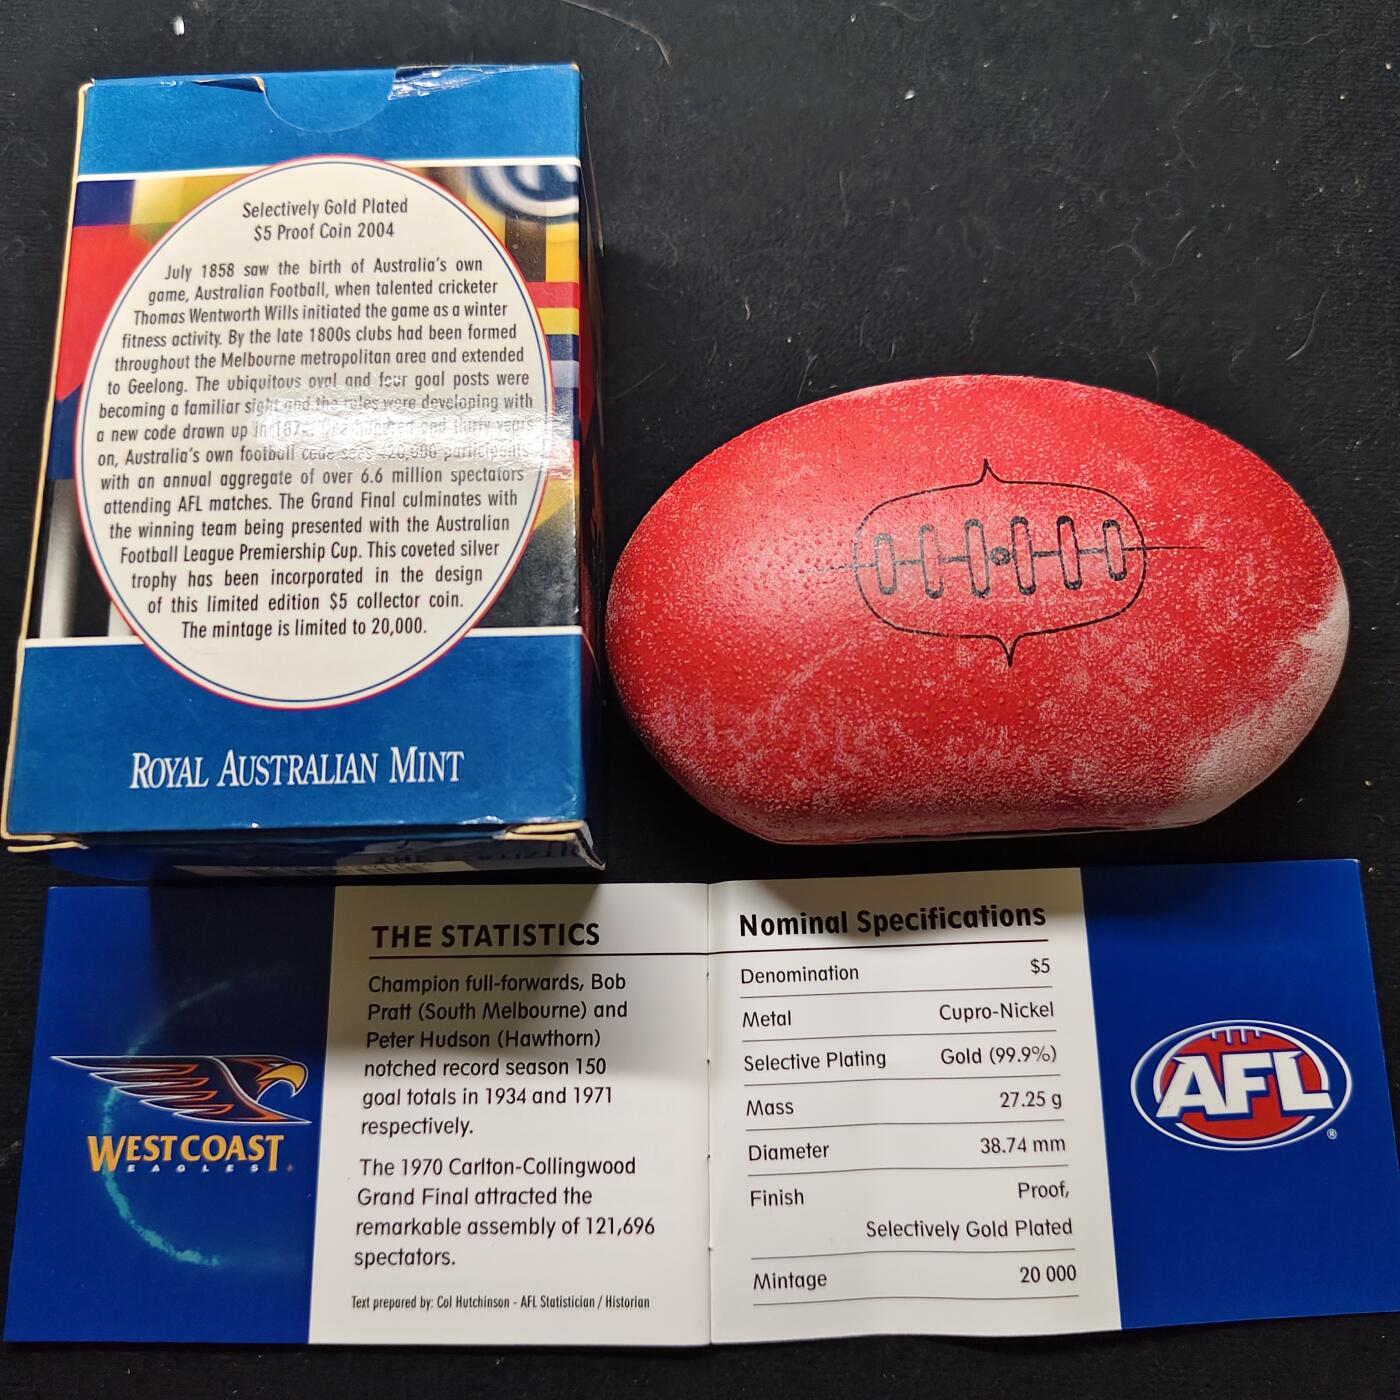 Selectively Gold Plated
$5 Proof Coin 2004
July 1858 saw the birth of Australia's own
game, Australian Football, when talented cricketer
Thomas Wentworth Wills initiated the game as a winter
fitness activity. By the late 1800s clubs had been formed
throughout the Melbourne metropolitan area and extended
to Geelong. The ubiquitous oval and four goal posts were
becoming a familiar sight and the rules were developing with
a new code drawn up in One hundred and thirty years
on, Australia's own football code sees 420,000 participants
with an annual aggregate of over 6.6 million spectators
attending AFL matches. The Grand Final culminates with
the winning team being presented with the Australian
Football League Premiership Cup. This coveted silver
trophy has been incorporated in the design
of this limited edition $5 collector coin.
The mintage is limited to 20,000.
ROYAL AUSTRALIAN MINT
WEST COAST
EAGLES
THE STATISTICS
Champion full-forwards, Bob
Pratt (South Melbourne) and
Peter Hudson (Hawthorn)
notched record season 150
goal totals in 1934 and 1971
respectively.
The 1970 Carlton-Collingwood
Grand Final attracted the
remarkable assembly of 121,696
spectators.
Text prepared by: Col Hutchinson - AFL Statistician / Historian
Nominal Specifications
Denomination $5
Metal Cupro-Nickel
Selective Plating Gold (99.9%)
Mass 27.25 g
Diameter 38.74 mm
Finish Proof,
Selectively Gold Plated
Mintage 20 000
AFL
®